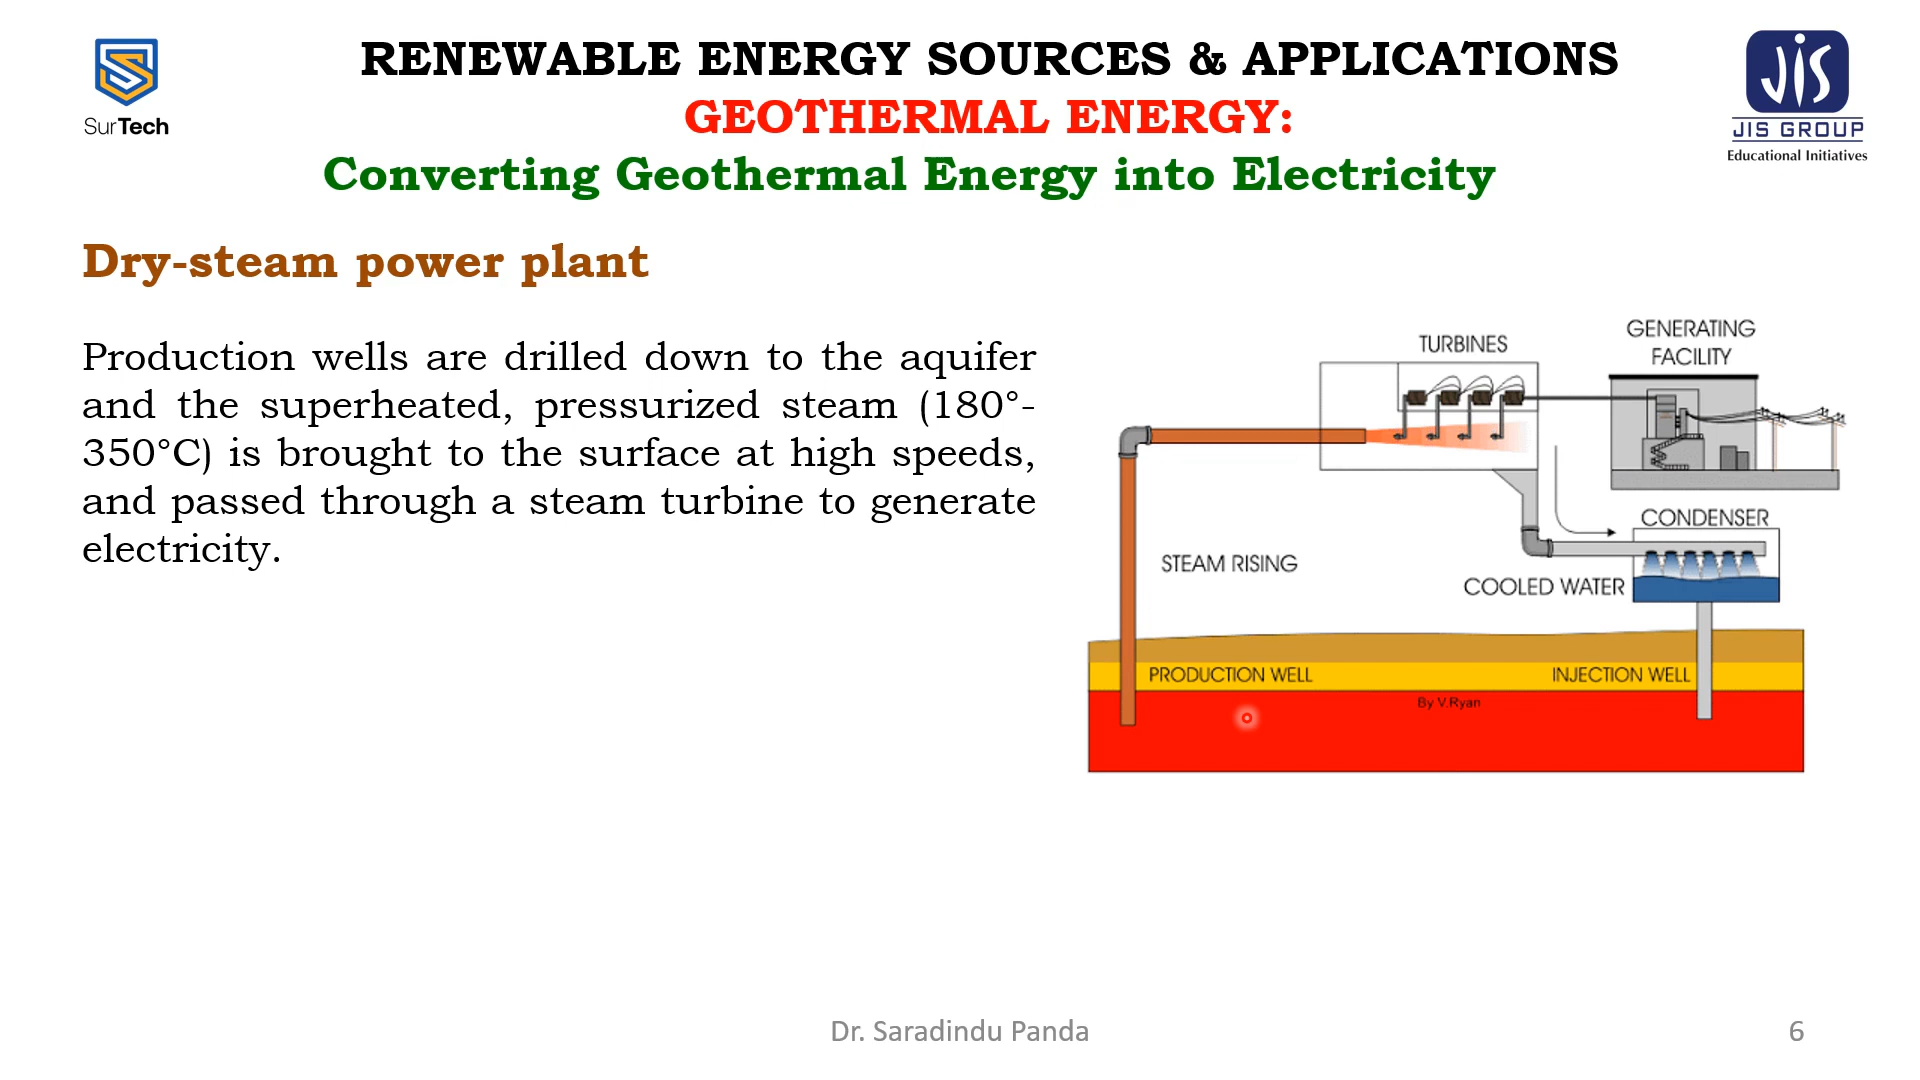 RENEWABLE ENERGY SOURCES & APPLICATIONS
GEOTHERMAL ENERGY:
Converting Geothermal Energy into Electricity
SurTech
JIS
JIS GROUP
Educational Initiatives
Dry-steam power plant
Production wells are drilled down to the aquifer
and the superheated, pressurized steam (180°-
350°C) is brought to the surface at high speeds,
and passed through a steam turbine to generate
electricity.
TURBINES
GENERATING
FACILITY
CONDENSER
STEAM RISING
COOLED WATER
PRODUCTION WELL
INJECTION WELL
By V.Ryan
Dr. Saradindu Panda
6